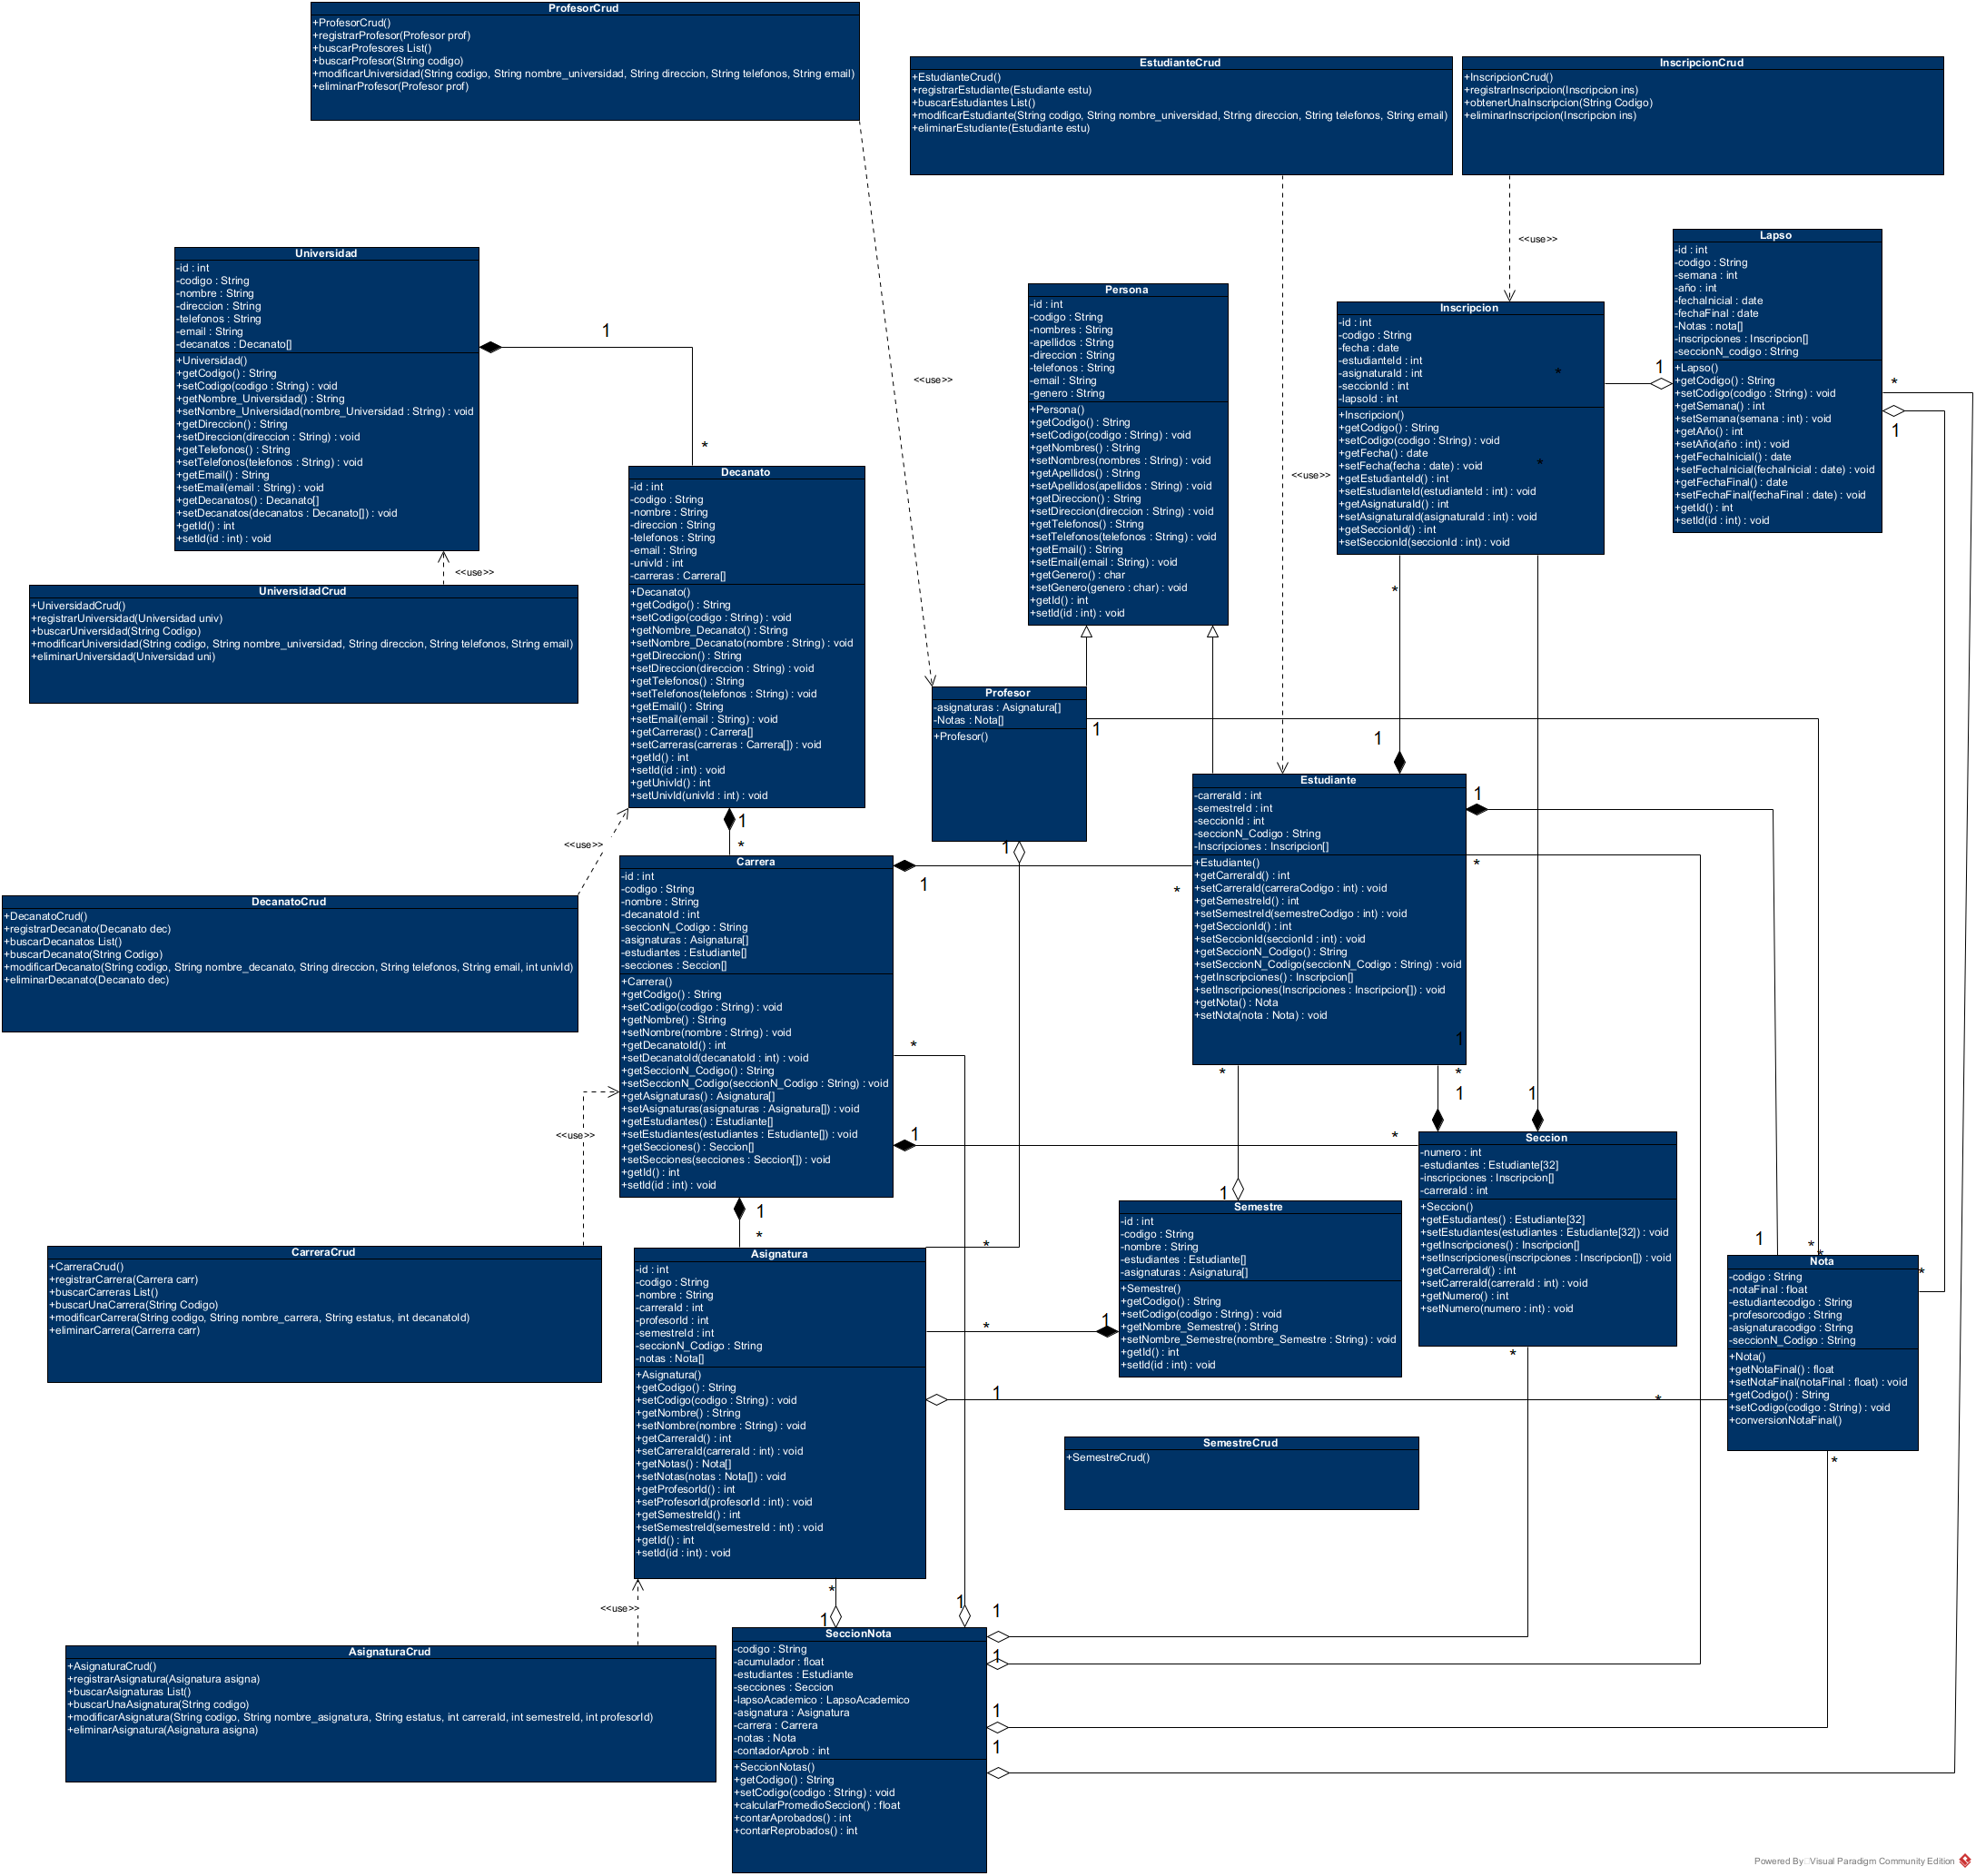 ProfesorCrud
+ProfesorCrud()
+registrarProfesor(Profesor prof)
+buscarProfesores List()
+buscarProfesor(String codigo)
+modificarUniversidad(String codigo, String nombre_universidad, String direccion, String telefonos, String email)
+eliminarProfesor(Profesor prof)
EstudianteCrud
+EstudianteCrud()
+registrarEstudiante(Estudiante estu)
+buscarEstudiantes List()
+modificarEstudiante(String codigo, String nombre_universidad, String direccion, String telefonos, String email)
+eliminarEstudiante(Estudiante estu)
InscripcionCrud
+InscripcionCrud()
+registrarInscripcion(Inscripcion ins)
+obtenerUnaInscripcion(String Codigo)
+eliminarInscripcion(Inscripcion ins)
<<use>>
<<use>>
<<use>>
Universidad
-id : int
-codigo : String
-nombre : String
-direccion : String
-telefonos : String
-email : String
-decanatos : Decanato[]
+Universidad()
+getCodigo() : String
+setCodigo(codigo : String) : void
+getNombre_Universidad() : String
+setNombre_Universidad(nombre_Universidad : String) : void
+getDireccion() : String
+setDireccion(direccion : String) : void
+getTelefonos() : String
+setTelefonos(telefonos : String) : void
+getEmail() : String
+setEmail(email : String) : void
+getDecanatos() : Decanato[]
+setDecanatos(decanatos : Decanato[]) : void
+getId() : int
+setId(id : int) : void
1
*
Persona
-id : int
-codigo : String
-nombres : String
-apellidos : String
-direccion : String
-telefonos : String
-email : String
-genero : String
+Persona()
+getCodigo() : String
+setCodigo(codigo : String) : void
+getNombres() : String
+setNombres(nombres : String) : void
+getApellidos() : String
+setApellidos(apellidos : String) : void
+getDireccion() : String
+setDireccion(direccion : String) : void
+getTelefonos() : String
+setTelefonos(telefonos : String) : void
+getEmail() : String
+setEmail(email : String) : void
+getGenero() : char
+setGenero(genero : char) : void
+getId() : int
+setId(id : int) : void
Inscripcion
-id : int
-codigo : String
-fecha : date
-estudianteId : int
-asignaturaId : int
-seccionId : int
-lapsoId : int
+Inscripcion()
+getCodigo() : String
+setCodigo(codigo : String) : void
+getFecha() : date
+setFecha(fecha : date) : void
+getEstudianteId() : int
+setEstudianteId(estudianteId : int) : void
+getAsignaturaId() : int
+setAsignaturaId(asignaturaId : int) : void
+getSeccionId() : int
+setSeccionId(seccionId : int) : void
*
*
1
Lapso
-id : int
-codigo : String
-semana : int
-año : int
-fechaInicial : date
-fechaFinal : date
-Notas : nota[]
-inscripciones : Inscripcion[]
-seccionN_codigo : String
+Lapso()
+getCodigo() : String
+setCodigo(codigo : String) : void
+getSemana() : int
+setSemana(semana : int) : void
+getAño() : int
+setAño(año : int) : void
+getFechaInicial() : date
+setFechaInicial(fechaInicial : date) : void
+getFechaFinal() : date
+setFechaFinal(fechaFinal : date) : void
+getId() : int
+setId(id : int) : void
*
1
<<use>>
UniversidadCrud
+UniversidadCrud()
+registrarUniversidad(Universidad univ)
+buscarUniversidad(String Codigo)
+modificarUniversidad(String codigo, String nombre_universidad, String direccion, String telefonos, String email)
+eliminarUniversidad(Universidad uni)
Decanato
-id : int
-codigo : String
-nombre : String
-direccion : String
-telefonos : String
-email : String
-univId : int
-carreras : Carrera[]
+Decanato()
+getCodigo() : String
+setCodigo(codigo : String) : void
+getNombre_Decanato() : String
+setNombre_Decanato(nombre : String) : void
+getDireccion() : String
+setDireccion(direccion : String) : void
+getTelefonos() : String
+setTelefonos(telefonos : String) : void
+getEmail() : String
+setEmail(email : String) : void
+getCarreras() : Carrera[]
+setCarreras(carreras : Carrera[]) : void
+getId() : int
+setId(id : int) : void
+getUnivId() : int
+setUnivId(univId : int) : void
1
*
<<use>>
Profesor
-asignaturas : Asignatura[]
-Notas : Nota[]
+Profesor()
1
1
*
1
Estudiante
-carreraId : int
-semestreId : int
-seccionId : int
-seccionN_Codigo : String
-Inscripciones : Inscripcion[]
+Estudiante()
+getCarreraId() : int
+setCarreraId(carreraCodigo : int) : void
+getSemestreId() : int
+setSemestreId(semestreCodigo : int) : void
+getSeccionId() : int
+setSeccionId(seccionId : int) : void
+getSeccionN_Codigo() : String
+setSeccionN_Codigo(seccionN_Codigo : String) : void
+getInscripciones() : Inscripcion[]
+setInscripciones(Inscripciones : Inscripcion[]) : void
+getNota() : Nota
+setNota(nota : Nota) : void
1
1
*
*
*
*
1
1
DecanatoCrud
+DecanatoCrud()
+registrarDecanato(Decanato dec)
+buscarDecanatos List()
+buscarDecanato(String Codigo)
+modificarDecanato(String codigo, String nombre_decanato, String direccion, String telefonos, String email, int univId)
+eliminarDecanato(Decanato dec)
Carrera
-id : int
-codigo : String
-nombre : String
-decanatoId : int
-seccionN_Codigo : String
-asignaturas : Asignatura[]
-estudiantes : Estudiante[]
-secciones : Seccion[]
+Carrera()
+getCodigo() : String
+setCodigo(codigo : String) : void
+getNombre() : String
+setNombre(nombre : String) : void
+getDecanatoId() : int
+setDecanatoId(decanatoId : int) : void
+getSeccionN_Codigo() : String
+setSeccionN_Codigo(seccionN_Codigo : String) : void
+getAsignaturas() : Asignatura[]
+setAsignaturas(asignaturas : Asignatura[]) : void
+getEstudiantes() : Estudiante[]
+setEstudiantes(estudiantes : Estudiante[]) : void
+getSecciones() : Seccion[]
+setSecciones(secciones : Seccion[]) : void
+getId() : int
+setId(id : int) : void
1
*
1
*
1
*
<<use>>
CarreraCrud
+CarreraCrud()
+registrarCarrera(Carrera carr)
+buscarCarreras List()
+buscarUnaCarrera(String Codigo)
+modificarCarrera(String codigo, String nombre_carrera, String estatus, int decanatoId)
+eliminarCarrera(Carrerra carr)
Seccion
-numero : int
-estudiantes : Estudiante[32]
-inscripciones : Inscripcion[]
-carreraId : int
+Seccion()
+getEstudiantes() : Estudiante[32]
+setEstudiantes(estudiantes : Estudiante[32]) : void
+getInscripciones() : Inscripcion[]
+setInscripciones(inscripciones : Inscripcion[]) : void
+getCarreraId() : int
+setCarreraId(carreraId : int) : void
+getNumero() : int
+setNumero(numero : int) : void
*
1
Semestre
-id : int
-codigo : String
-nombre : String
-estudiantes : Estudiante[]
-asignaturas : Asignatura[]
+Semestre()
+getCodigo() : String
+setCodigo(codigo : String) : void
+getNombre_Semestre() : String
+setNombre_Semestre(nombre_Semestre : String) : void
+getId() : int
+setId(id : int) : void
1
*
*
Asignatura
-id : int
-codigo : String
-nombre : String
-carreraId : int
-profesorId : int
-semestreId : int
-seccionN_Codigo : String
-notas : Nota[]
+Asignatura()
+getCodigo() : String
+setCodigo(codigo : String) : void
+getNombre() : String
+setNombre(nombre : String) : void
+getCarreraId() : int
+setCarreraId(carreraId : int) : void
+getNotas() : Nota[]
+setNotas(notas : Nota[]) : void
+getProfesorId() : int
+setProfesorId(profesorId : int) : void
+getSemestreId() : int
+setSemestreId(semestreId : int) : void
+getId() : int
+setId(id : int) : void
1
*
1
*
*
*
Nota
-codigo : String
-notaFinal : float
-estudiantecodigo : String
-profesorcodigo : String
-asignaturacodigo : String
-seccionN_Codigo : String
+Nota()
+getNotaFinal() : float
+setNotaFinal(notaFinal : float) : void
+getCodigo() : String
+setCodigo(codigo : String) : void
+conversionNotaFinal()
*
SemestreCrud
+SemestreCrud()
<<use>>
*
1
1
AsignaturaCrud
+AsignaturaCrud()
+registrarAsignatura(Asignatura asigna)
+buscarAsignaturas List()
+buscarUnaAsignatura(String codigo)
+modificarAsignatura(String codigo, String nombre_asignatura, String estatus, int carreraId, int semestreId, int profesorId)
+eliminarAsignatura(Asignatura asigna)
SeccionNota
-codigo : String
-acumulador : float
-estudiantes : Estudiante
-secciones : Seccion
-lapsoAcademico : LapsoAcademico
-asignatura : Asignatura
-carrera : Carrera
-notas : Nota
-contadorAprob : int
+SeccionNotas()
+getCodigo() : String
+setCodigo(codigo : String) : void
+calcularPromedioSeccion() : float
+contarAprobados() : int
+contarReprobados() : int
1
1
1
1
Powered By Visual Paradigm Community Edition